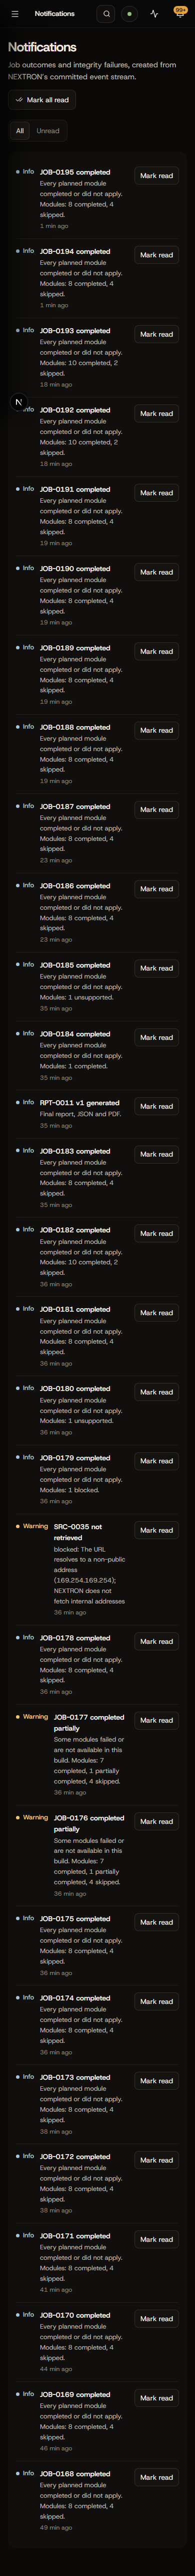 Notifications
99+
Notifications
Job outcomes and integrity failures, created from
NEXTRON's committed event stream.
Mark all read
All
Unread
Info
JOB-0195 completed
Mark read
Every planned module
completed or did not apply.
Modules: 8 completed, 4
skipped.
1 min ago
Info
JOB-0194 completed
Mark read
Every planned module
completed or did not apply.
Modules: 8 completed, 4
skipped.
1 min ago
Info
JOB-0193 completed
Mark read
Every planned module
completed or did not apply.
Modules: 10 completed, 2
skipped.
18 min ago
N
Info
JOB-0192 completed
Mark read
Every planned module
completed or did not apply.
Modules: 10 completed, 2
skipped.
18 min ago
Info
JOB-0191 completed
Mark read
Every planned module
completed or did not apply.
Modules: 8 completed, 4
skipped.
19 min ago
Info
JOB-0190 completed
Mark read
Every planned module
completed or did not apply.
Modules: 8 completed, 4
skipped.
19 min ago
Info
JOB-0189 completed
Mark read
Every planned module
completed or did not apply.
Modules: 8 completed, 4
skipped.
19 min ago
Info
JOB-0188 completed
Mark read
Every planned module
completed or did not apply.
Modules: 8 completed, 4
skipped.
19 min ago
Info
JOB-0187 completed
Mark read
Every planned module
completed or did not apply.
Modules: 8 completed, 4
skipped.
23 min ago
Info
JOB-0186 completed
Mark read
Every planned module
completed or did not apply.
Modules: 8 completed, 4
skipped.
23 min ago
Info
JOB-0185 completed
Mark read
Every planned module
completed or did not apply.
Modules: 1 unsupported.
35 min ago
Info
JOB-0184 completed
Mark read
Every planned module
completed or did not apply.
Modules: 1 completed.
35 min ago
Info
RPT-0011 v1 generated
Mark read
Final report, JSON and PDF.
35 min ago
Info
JOB-0183 completed
Mark read
Every planned module
completed or did not apply.
Modules: 8 completed, 4
skipped.
35 min ago
Info
JOB-0182 completed
Mark read
Every planned module
completed or did not apply.
Modules: 10 completed, 2
skipped.
36 min ago
Info
JOB-0181 completed
Mark read
Every planned module
completed or did not apply.
Modules: 8 completed, 4
skipped.
36 min ago
Info
JOB-0180 completed
Mark read
Every planned module
completed or did not apply.
Modules: 1 unsupported.
36 min ago
Info
JOB-0179 completed
Mark read
Every planned module
completed or did not apply.
Modules: 1 blocked.
36 min ago
Warning
SRC-0035 not
retrieved
Mark read
blocked: The URL
resolves to a non-public
address
(169.254.169.254);
NEXTRON does not
fetch internal addresses
36 min ago
Info
JOB-0178 completed
Mark read
Every planned module
completed or did not apply.
Modules: 8 completed, 4
skipped.
36 min ago
Warning
JOB-0177 completed
partially
Mark read
Some modules failed or
are not available in this
build. Modules: 7
completed, 1 partially
completed, 4 skipped.
36 min ago
Warning
JOB-0176 completed
partially
Mark read
Some modules failed or
are not available in this
build. Modules: 7
completed, 1 partially
completed, 4 skipped.
36 min ago
Info
JOB-0175 completed
Mark read
Every planned module
completed or did not apply.
Modules: 8 completed, 4
skipped.
36 min ago
Info
JOB-0174 completed
Mark read
Every planned module
completed or did not apply.
Modules: 8 completed, 4
skipped.
36 min ago
Info
JOB-0173 completed
Mark read
Every planned module
completed or did not apply.
Modules: 8 completed, 4
skipped.
38 min ago
Info
JOB-0172 completed
Mark read
Every planned module
completed or did not apply.
Modules: 8 completed, 4
skipped.
38 min ago
Info
JOB-0171 completed
Mark read
Every planned module
completed or did not apply.
Modules: 8 completed, 4
skipped.
41 min ago
Info
JOB-0170 completed
Mark read
Every planned module
completed or did not apply.
Modules: 8 completed, 4
skipped.
44 min ago
Info
JOB-0169 completed
Mark read
Every planned module
completed or did not apply.
Modules: 8 completed, 4
skipped.
46 min ago
Info
JOB-0168 completed
Mark read
Every planned module
completed or did not apply.
Modules: 8 completed, 4
skipped.
49 min ago